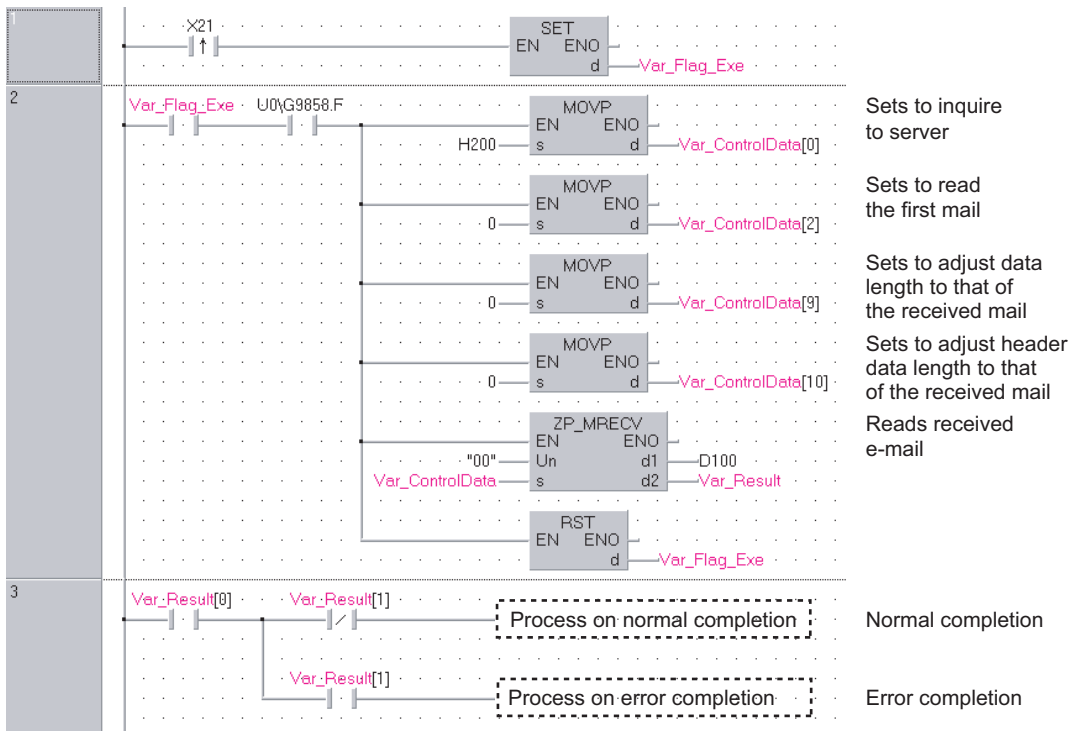 1
X21
SET
EN ENO
d Var_Flag_Exe
2
Var_Flag_Exe U0\G9858.F
MOVP
EN ENO
H200 s d Var_ControlData[0]
Sets to inquire
to server
MOVP
EN ENO
0 s d Var_ControlData[2]
Sets to read
the first mail
MOVP
EN ENO
0 s d Var_ControlData[9]
Sets to adjust data
length to that of
the received mail
MOVP
EN ENO
0 s d Var_ControlData[10]
Sets to adjust header
data length to that
of the received mail
ZP_MRECV
EN ENO
"00" Un d1 D100
Var_ControlData s d2 Var_Result
Reads received
e-mail
RST
EN ENO
d Var_Flag_Exe
3
Var_Result[0] Var_Result[1]
Process on normal completion
Normal completion
Var_Result[1]
Process on error completion
Error completion